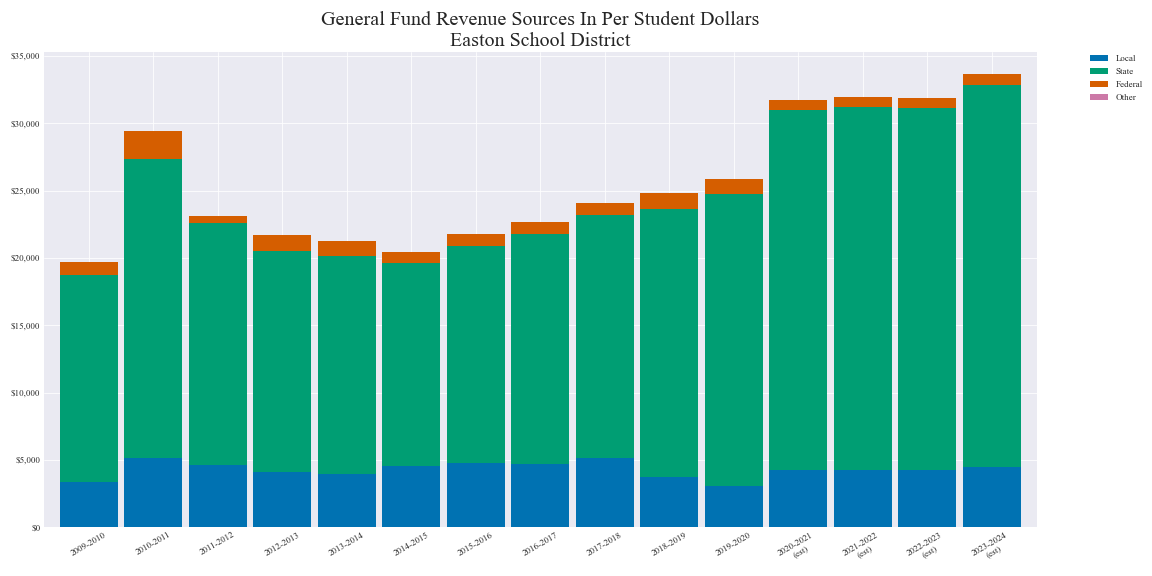 General Fund Revenue Sources In Per Student Dollars
Easton School District
$35,000
$30,000
$25,000
$20,000
$15,000
$10,000
$5,000
$0
Local
State
Federal
Other
2009-2010
2010-2011
2011-2012
2012-2013
2013-2014
2014-2015
2015-2016
2016-2017
2017-2018
2018-2019
2019-2020
2020-2021
(est)
2021-2022
(est)
2022-2023
(est)
2023-2024
(est)